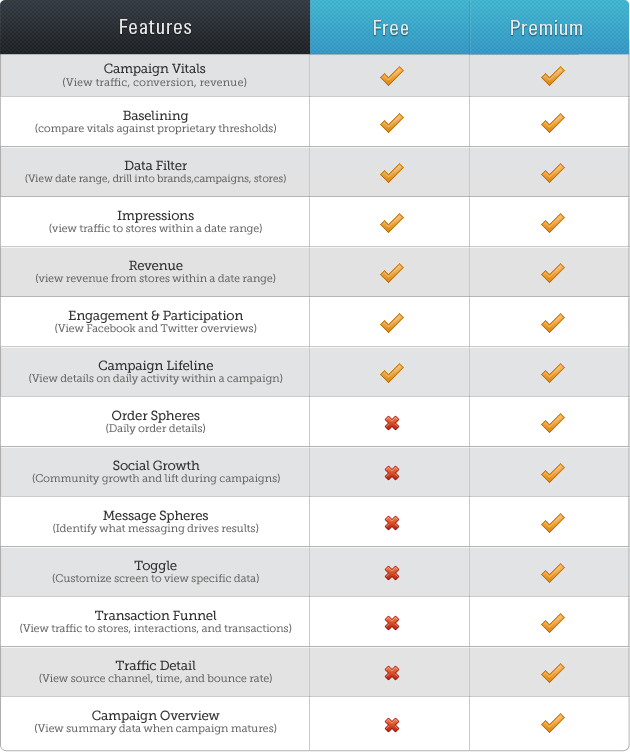 Features Free Premium
Campaign Vitals
(View traffic, conversion, revenue)
Baselining
(compare vitals against proprietary thresholds)
Data Filter
(View date range, drill into brands,campaigns, stores)
Impressions
(view traffic to stores within a date range)
Revenue
(view revenue from stores within a date range)
Engagement & Participation
(View Facebook and Twitter overviews)
Campaign Lifeline
(View details on daily activity within a campaign)
Order Spheres
(Daily order details)
Social Growth
(Community growth and lift during campaigns)
Message Spheres
(Identify what messaging drives results)
Toggle
(Customize screen to view specific data)
Transaction Funnel
(View traffic to stores, interactions, and transactions)
Traffic Detail
(View source channel, time, and bounce rate)
Campaign Overview
(View summary data when campaign matures)